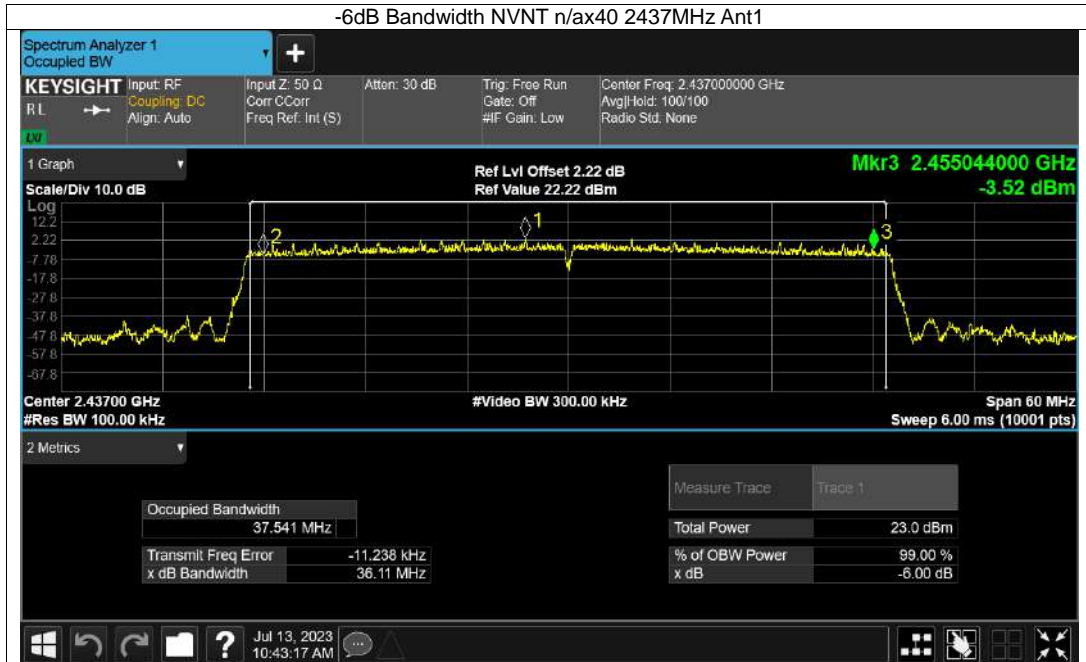 -6dB Bandwidth NVNT n/ax40 2437MHz Ant1
Spectrum Analyzer 1
Occupied BW
KEYSIGHT Input: RF Input Z: 50 Ω Atten: 30 dB Trig: Free Run Center Freq: 2.437000000 GHz
RL Coupling: DC Corr CCorr Gate: Off Avg|Hold: 100/100
Align: Auto Freq Ref: Int (S) #IF Gain: Low Radio Std: None
LXI
1 Graph Ref Lvl Offset 2.22 dB Mkr3 2.455044000 GHz
Scale/Div 10.0 dB Ref Value 22.22 dBm -3.52 dBm
Log
12.2
2.22
-7.78
-17.8
-27.8
-37.8
-47.8
-57.8
-67.8
1
2
3
Center 2.43700 GHz #Video BW 300.00 kHz Span 60 MHz
#Res BW 100.00 kHz Sweep 6.00 ms (10001 pts)
2 Metrics
Measure Trace Trace 1
Occupied Bandwidth
37.541 MHz Total Power 23.0 dBm
Transmit Freq Error -11.238 kHz % of OBW Power 99.00 %
x dB Bandwidth 36.11 MHz x dB -6.00 dB
Jul 13, 2023
10:43:17 AM